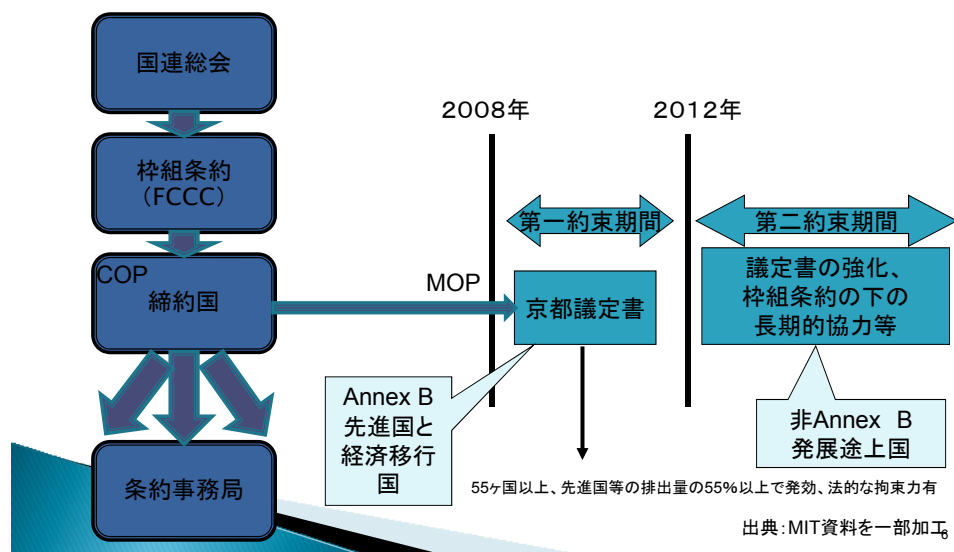 国連総会
枠組条約
（FCCC）
COP
締約国
条約事務局
MOP
2008年
2012年
第一約束期間
第二約束期間
京都議定書
議定書の強化、
枠組条約の下の
長期的協力等
Annex B
先進国と
経済移行
国
非Annex B
発展途上国
55ヶ国以上、先進国等の排出量の55%以上で発効、法的な拘束力有
出典：MIT資料を一部加工
6